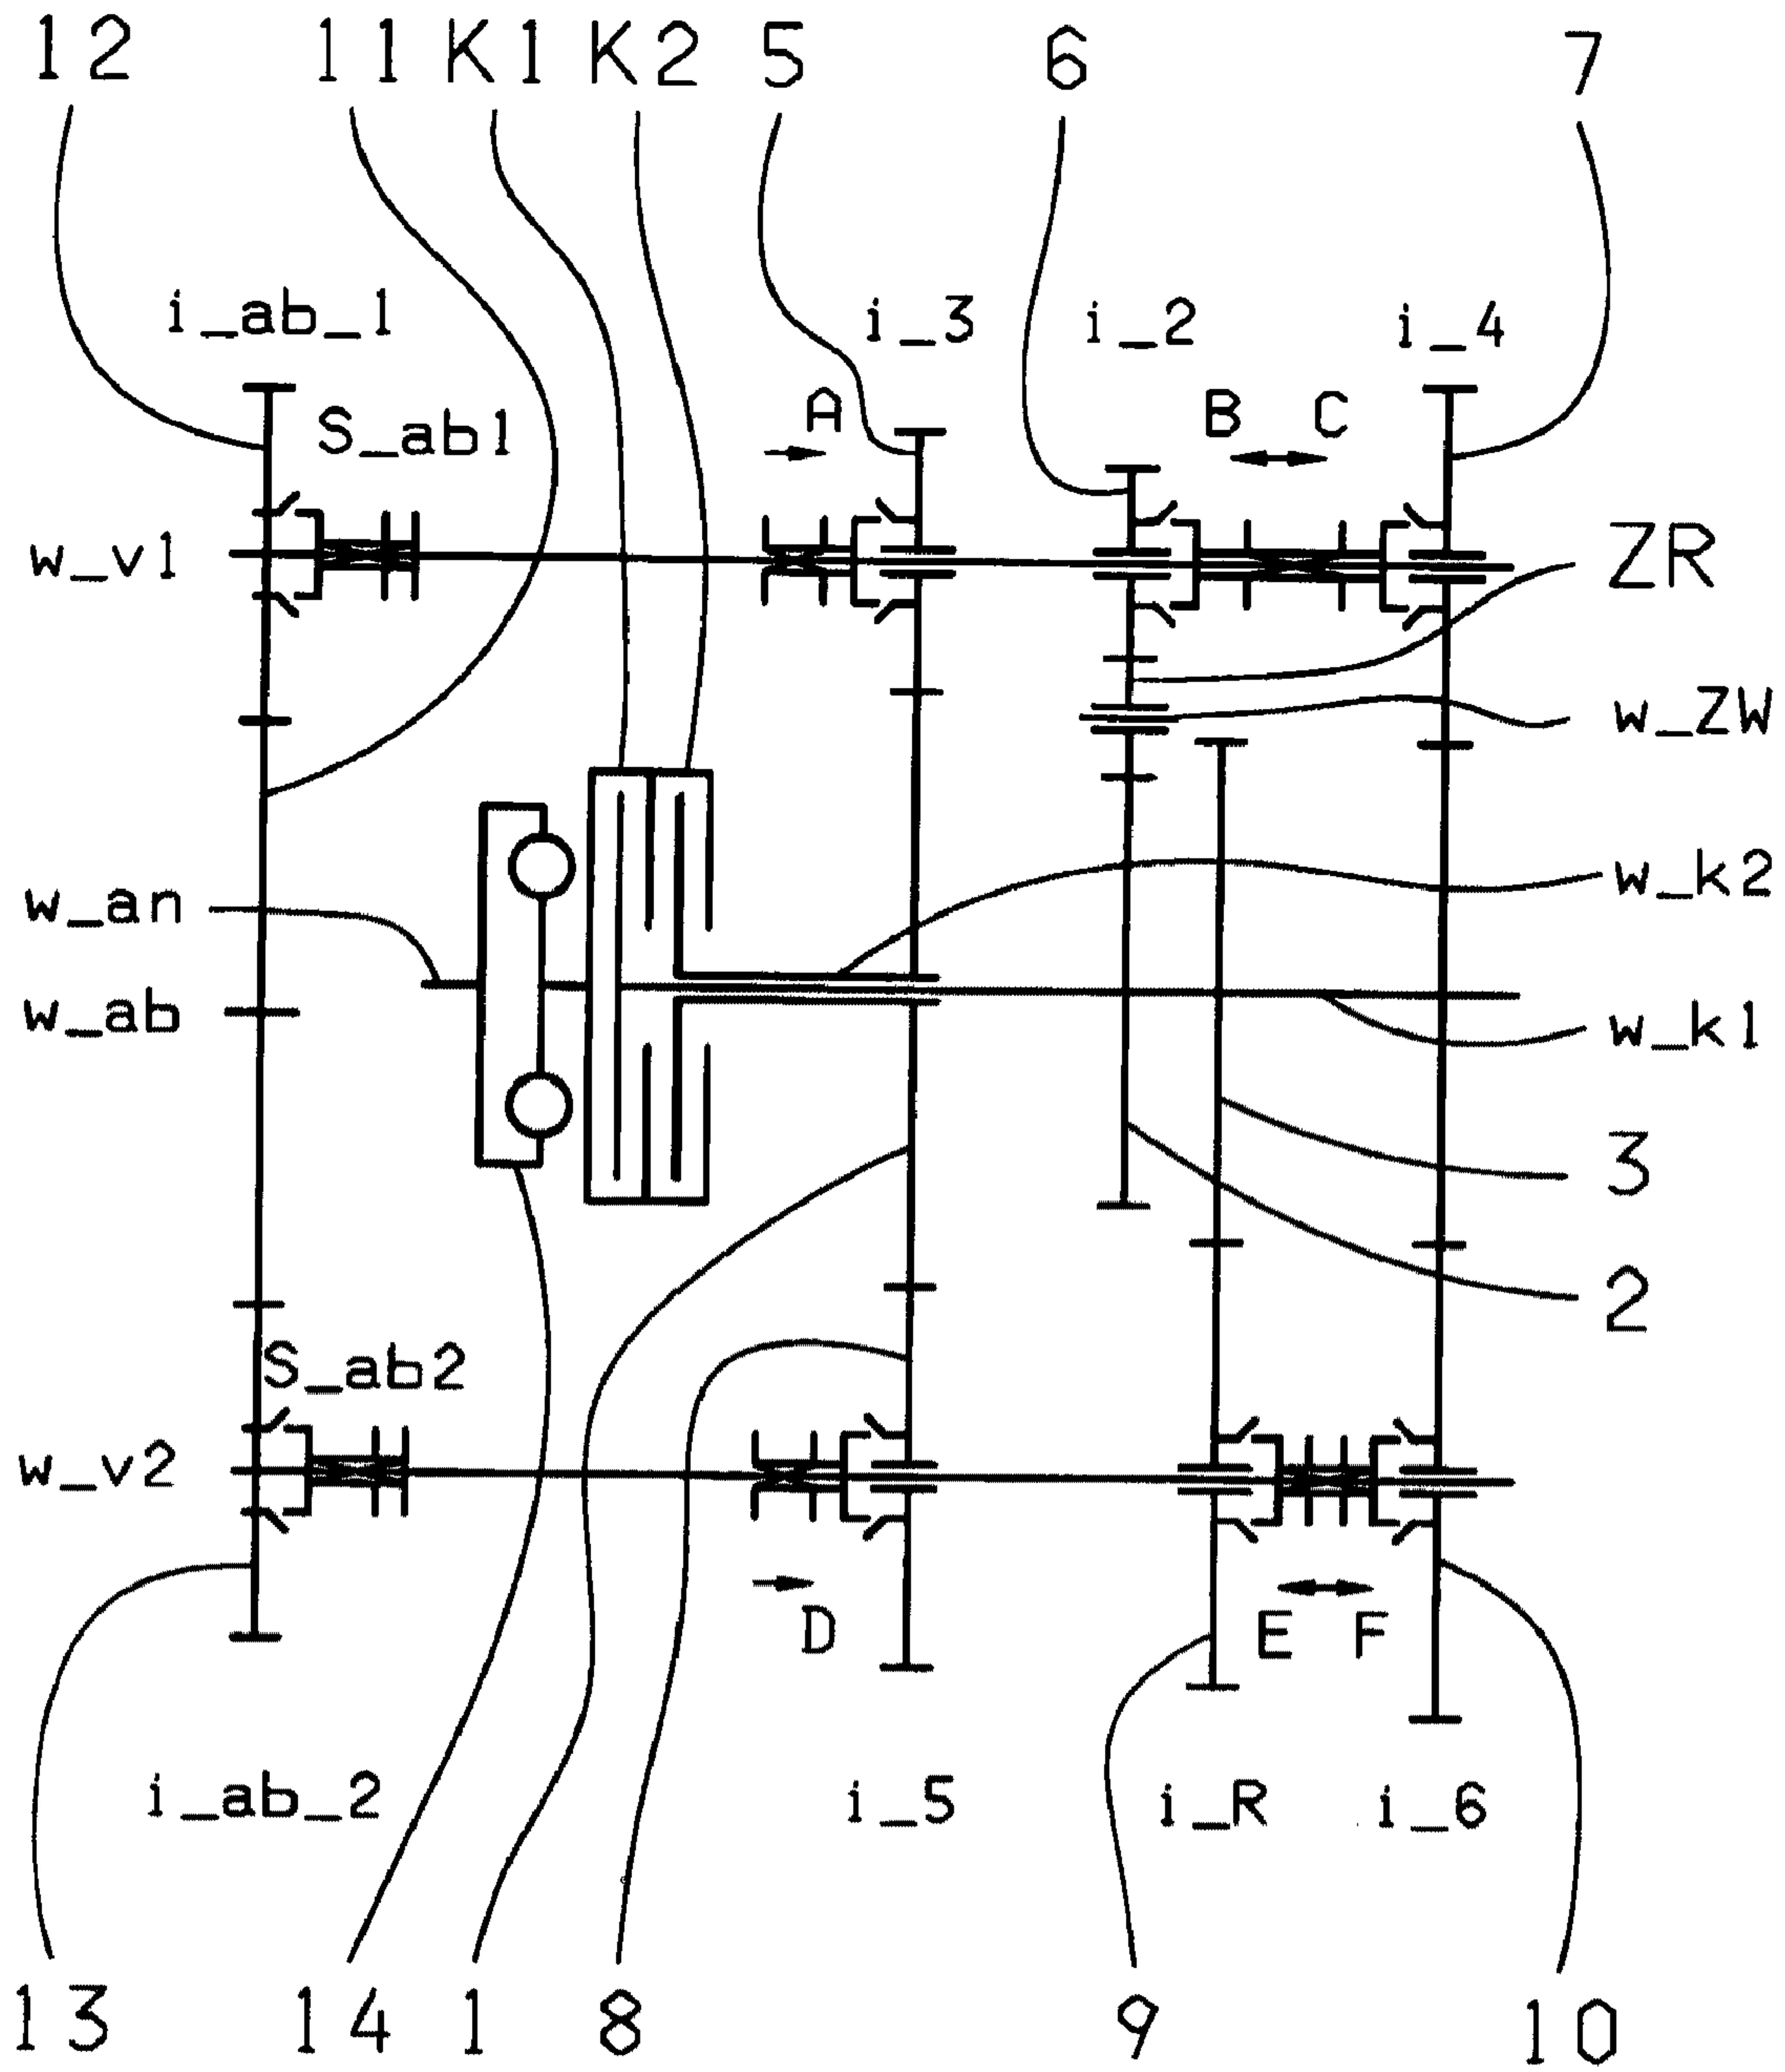 12 11 K1 K2 5 6 7
i_ab_1 i_3 i_2 i_4
S_ab1 A B C
w_v1 ZR
w_ZW
w_an w_k2
w_ab w_k1
3
2
S_ab2
w_v2
D E F
i_ab_2 i_5 i_R i_6
13 14 1 8 9 10